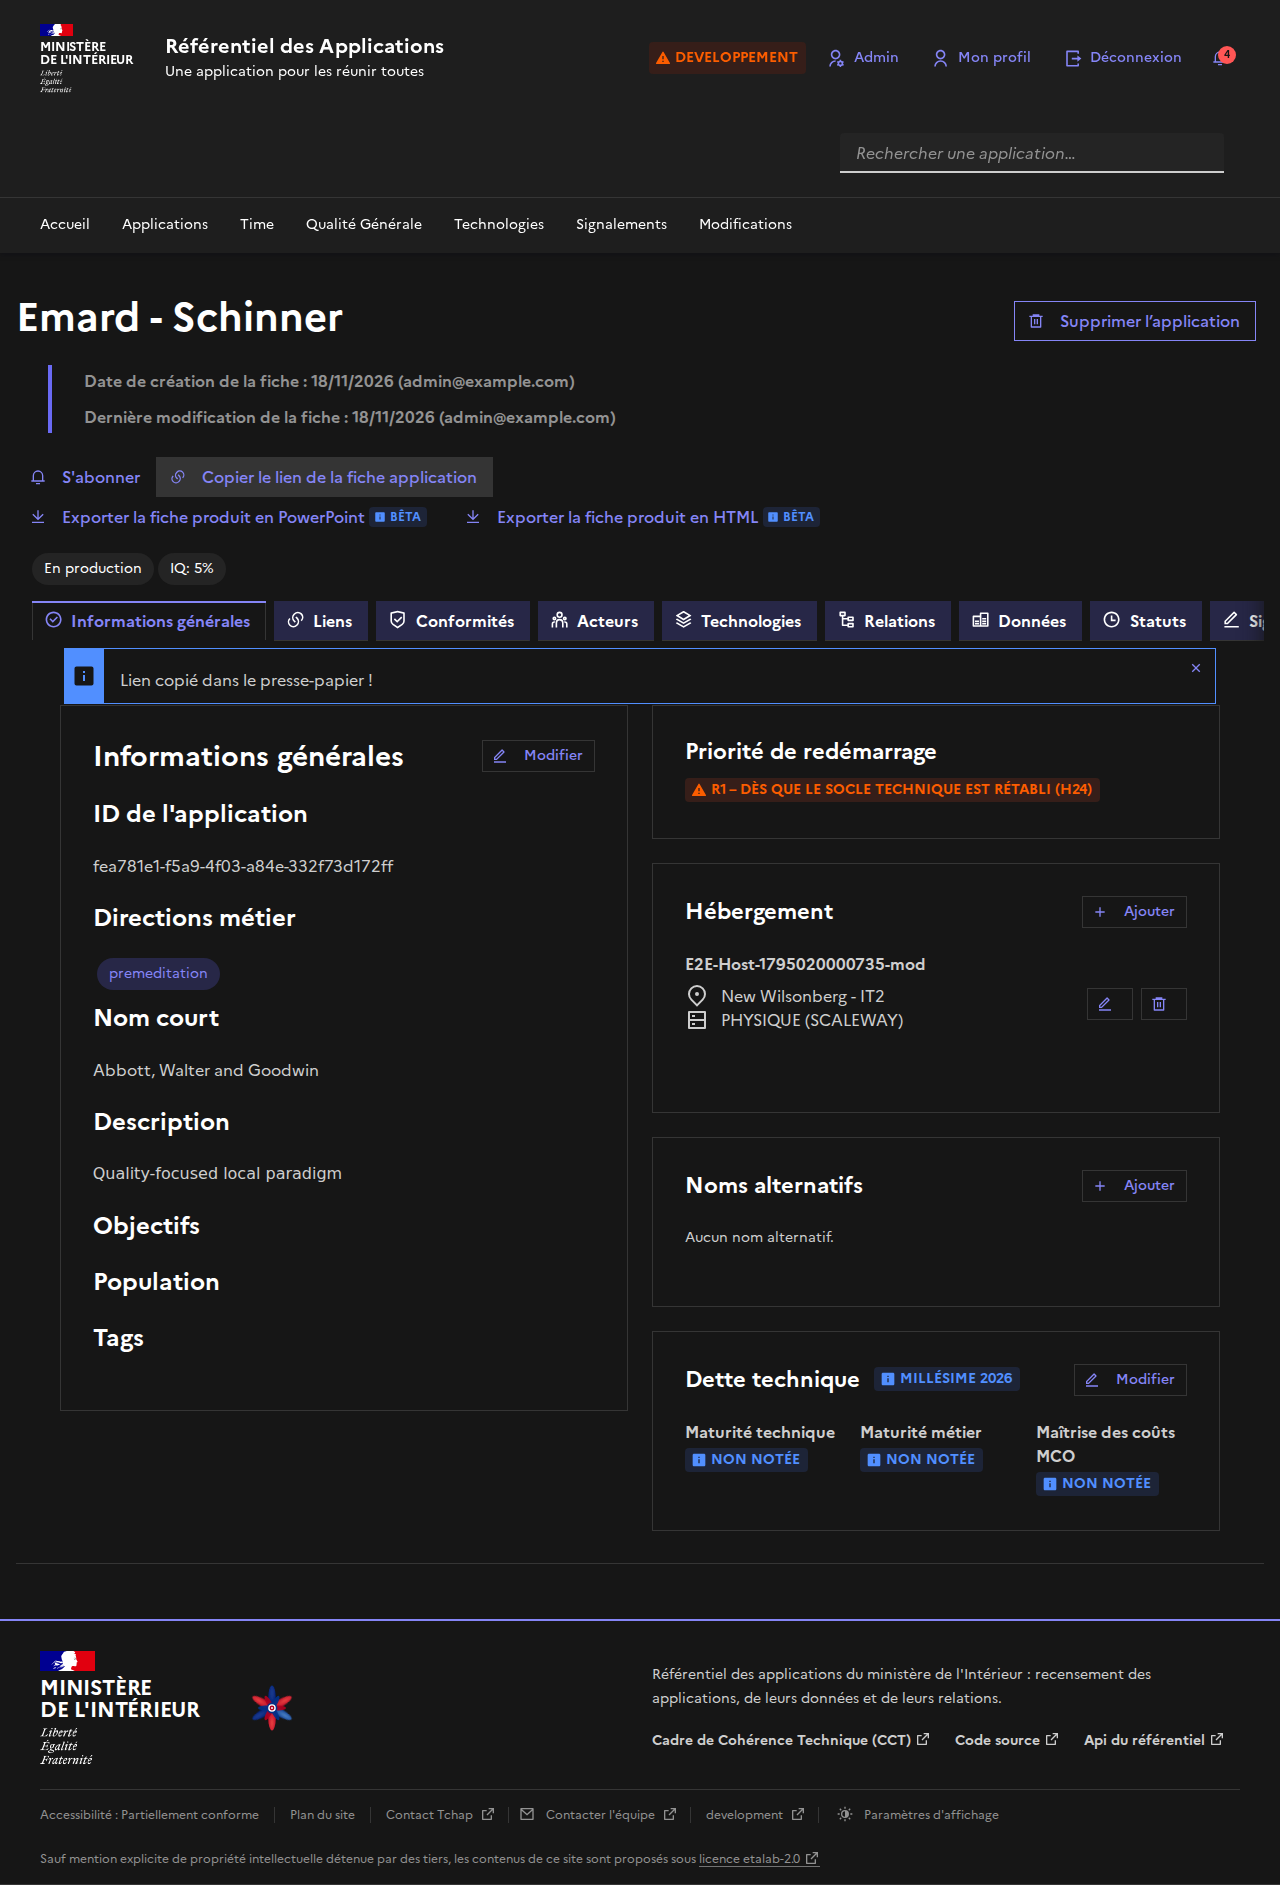 MINISTÈRE
DE L'INTÉRIEUR
Liberté
Égalité
Fraternité
Référentiel des Applications
Une application pour les réunir toutes
DEVELOPPEMENT
Admin
Mon profil
Déconnexion
4
Rechercher une application…
Accueil
Applications
Time
Qualité Générale
Technologies
Signalements
Modifications
Emard - Schinner
Supprimer l’application
Date de création de la fiche : 18/11/2026 (admin@example.com)
Dernière modification de la fiche : 18/11/2026 (admin@example.com)
S'abonner
Copier le lien de la fiche application
Exporter la fiche produit en PowerPoint
BÊTA
Exporter la fiche produit en HTML
BÊTA
En production
IQ: 5%
Informations générales
Liens
Conformités
Acteurs
Technologies
Relations
Données
Statuts
Lien copié dans le presse-papier !
Informations générales
Modifier
ID de l'application
fea781e1-f5a9-4f03-a84e-332f73d172ff
Directions métier
premeditation
Nom court
Abbott, Walter and Goodwin
Description
Quality-focused local paradigm
Objectifs
Population
Tags
Priorité de redémarrage
R1 – DÈS QUE LE SOCLE TECHNIQUE EST RÉTABLI (H24)
Hébergement
Ajouter
E2E-Host-1795020000735-mod
New Wilsonberg - IT2
PHYSIQUE (SCALEWAY)
Noms alternatifs
Ajouter
Aucun nom alternatif.
Dette technique
MILLÉSIME 2026
Modifier
Maturité technique
NON NOTÉE
Maturité métier
NON NOTÉE
Maîtrise des coûts
MCO
NON NOTÉE
MINISTÈRE
DE L'INTÉRIEUR
Liberté
Égalité
Fraternité
Référentiel des applications du ministère de l'Intérieur : recensement des
applications, de leurs données et de leurs relations.
Cadre de Cohérence Technique (CCT)
Code source
Api du référentiel
Accessibilité : Partiellement conforme
Plan du site
Contact Tchap
Contacter l'équipe
development
Paramètres d'affichage
Sauf mention explicite de propriété intellectuelle détenue par des tiers, les contenus de ce site sont proposés sous licence etalab-2.0